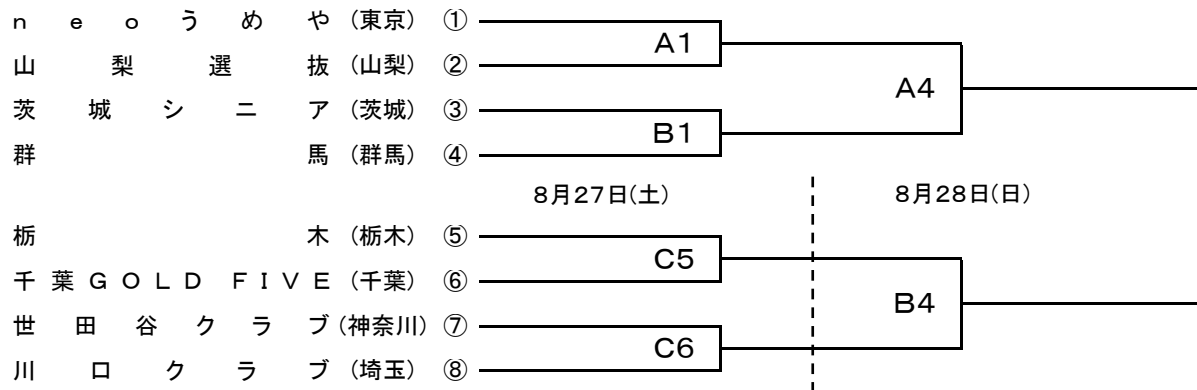 neoうめや（東京） ①
A1
山梨選抜（山梨） ②
A4
茨城シニア（茨城） ③
B1
群馬（群馬） ④
8月27日(土) 8月28日(日)
栃木（栃木） ⑤
C5
千葉GOLD FIVE（千葉） ⑥
B4
世田谷クラブ（神奈川） ⑦
C6
川口クラブ（埼玉） ⑧